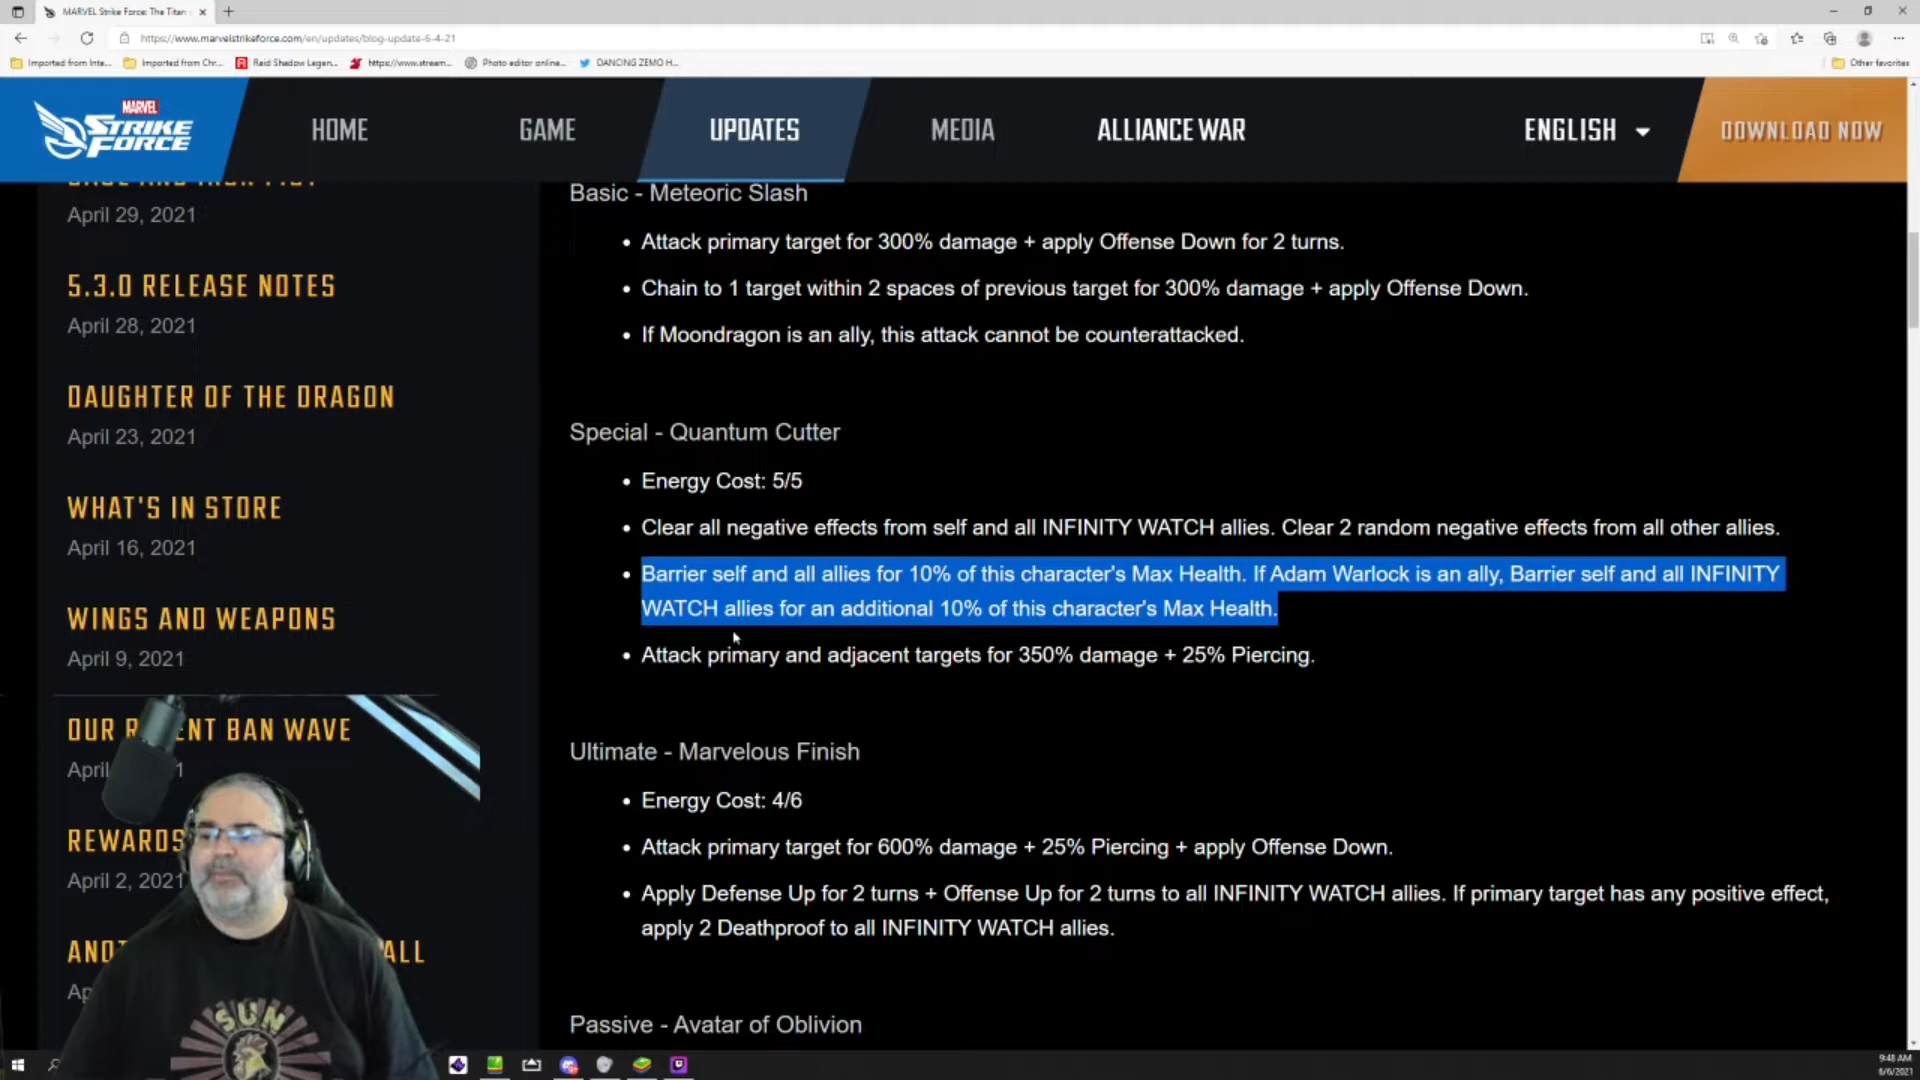 MARVEL Strike Force: The Titan
https://www.marvelstrikeforce.com/en/updates/blog-update-6-4-21
Imported from Inte...
Imported from Chr...
Raid Shadow Legen...
https://www.stream...
Photo editor online...
DANCING ZEMO H...
Other favorites
MARVEL
STRIKE
FORCE
HOME
GAME
UPDATES
MEDIA
ALLIANCE WAR
ENGLISH
DOWNLOAD NOW
April 29, 2021
5.3.0 RELEASE NOTES
April 28, 2021
DAUGHTER OF THE DRAGON
April 23, 2021
WHAT'S IN STORE
April 16, 2021
WINGS AND WEAPONS
April 9, 2021
OUR R ENT BAN WAVE
April 1
REWARDS
April 2, 2021
ANO ALL
Ap
SUN
Basic - Meteoric Slash
• Attack primary target for 300% damage + apply Offense Down for 2 turns.
• Chain to 1 target within 2 spaces of previous target for 300% damage + apply Offense Down.
• If Moondragon is an ally, this attack cannot be counterattacked.
Special - Quantum Cutter
• Energy Cost: 5/5
• Clear all negative effects from self and all INFINITY WATCH allies. Clear 2 random negative effects from all other allies.
• Barrier self and all allies for 10% of this character's Max Health. If Adam Warlock is an ally, Barrier self and all INFINITY
WATCH allies for an additional 10% of this character's Max Health.
• Attack primary and adjacent targets for 350% damage + 25% Piercing.
Ultimate - Marvelous Finish
• Energy Cost: 4/6
• Attack primary target for 600% damage + 25% Piercing + apply Offense Down.
• Apply Defense Up for 2 turns + Offense Up for 2 turns to all INFINITY WATCH allies. If primary target has any positive effect,
apply 2 Deathproof to all INFINITY WATCH allies.
Passive - Avatar of Oblivion
9:48 AM
6/6/2021